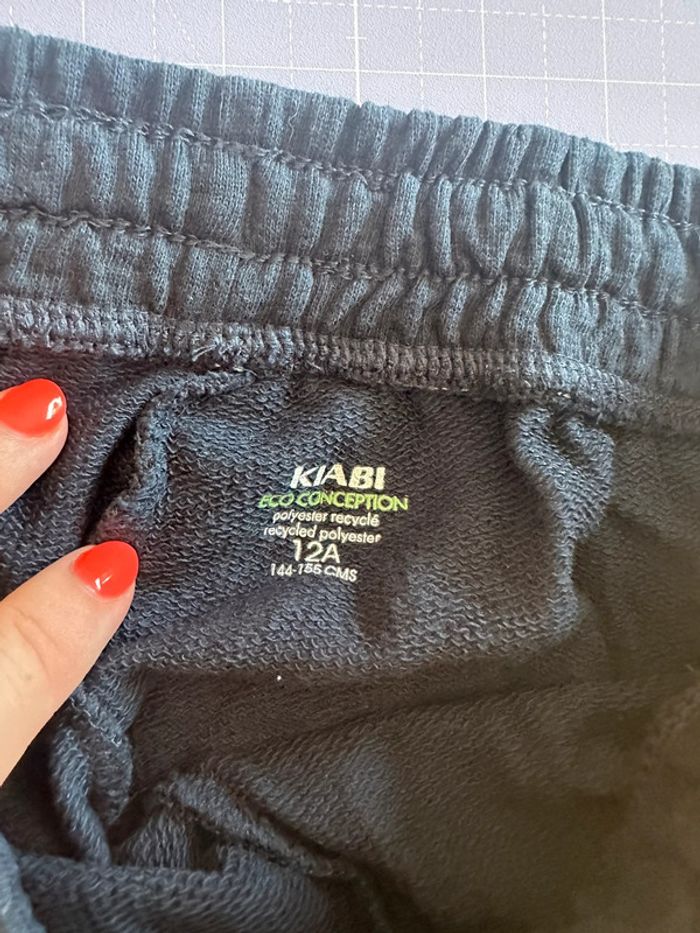 KIABI
ECO CONCEPTION
polyester recyclé
recycled polyester
12A
144-155 CMS